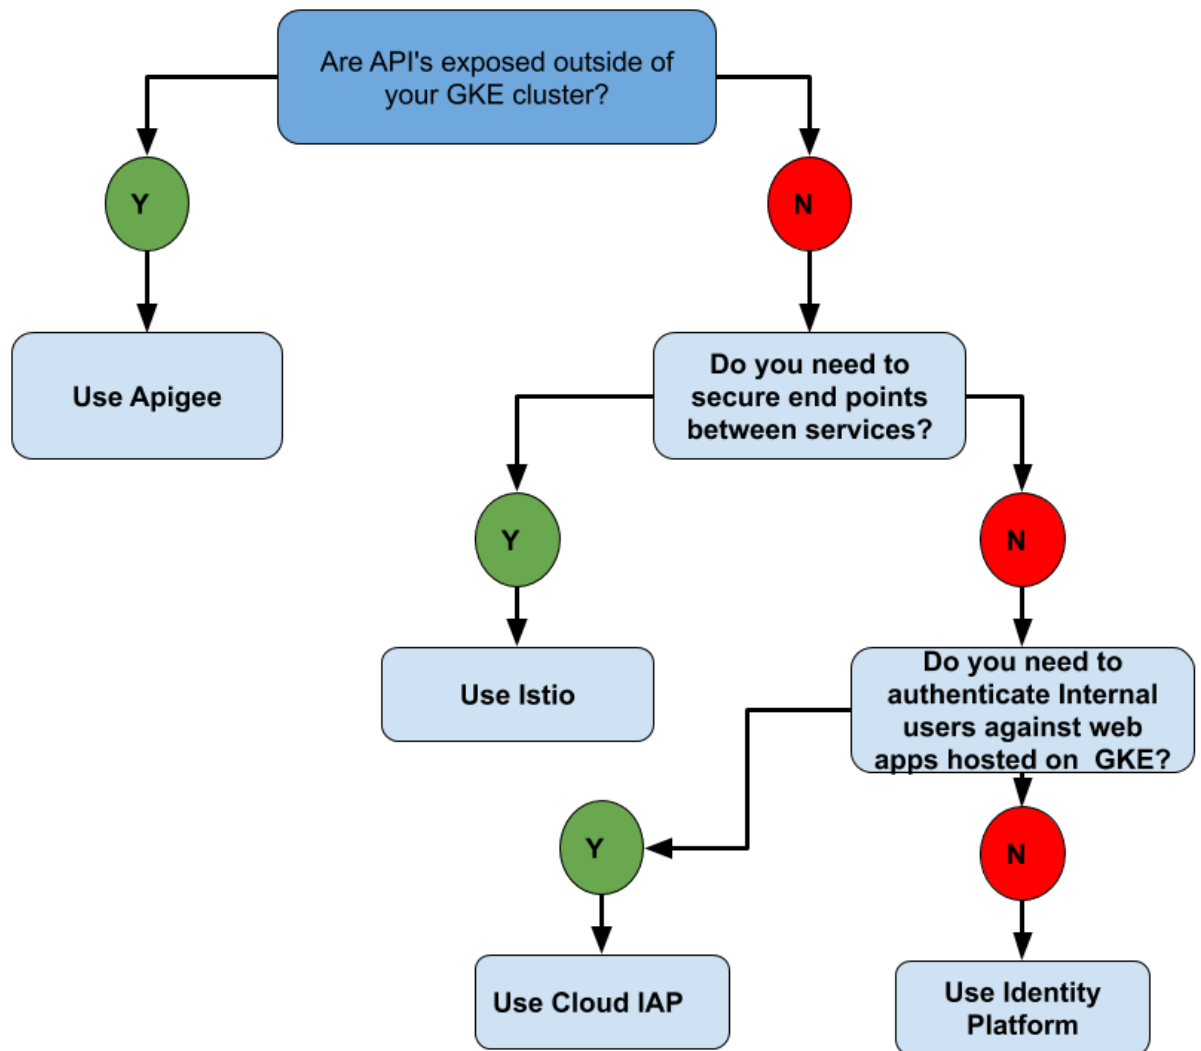 Are API's exposed outside of
your GKE cluster?
Y
N
Use Apigee
Do you need to
secure end points
between services?
Y
N
Use Istio
Do you need to
authenticate Internal
users against web
apps hosted on  GKE?
Y
N
Use Cloud IAP
Use Identity
Platform